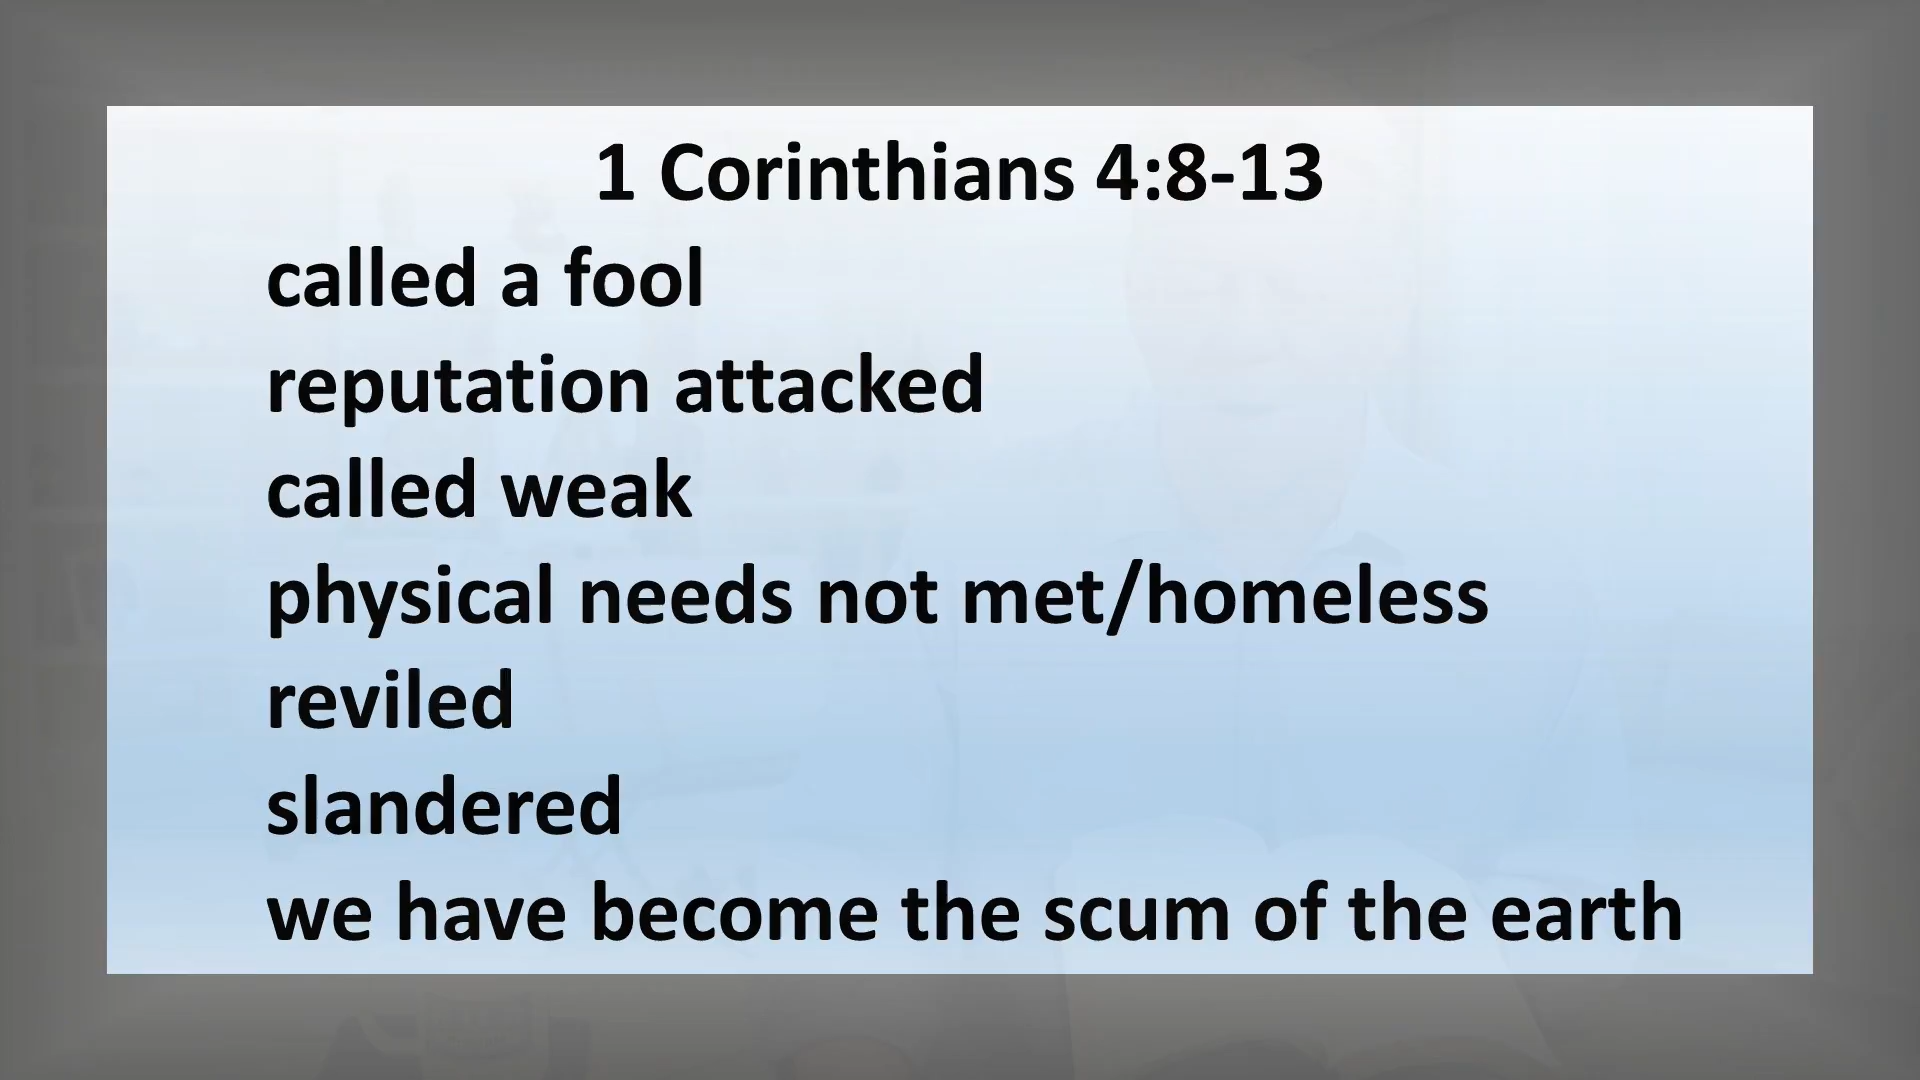 1 Corinthians 4:8-13
called a fool
reputation attacked
called weak
physical needs not met/homeless
reviled
slandered
we have become the scum of the earth